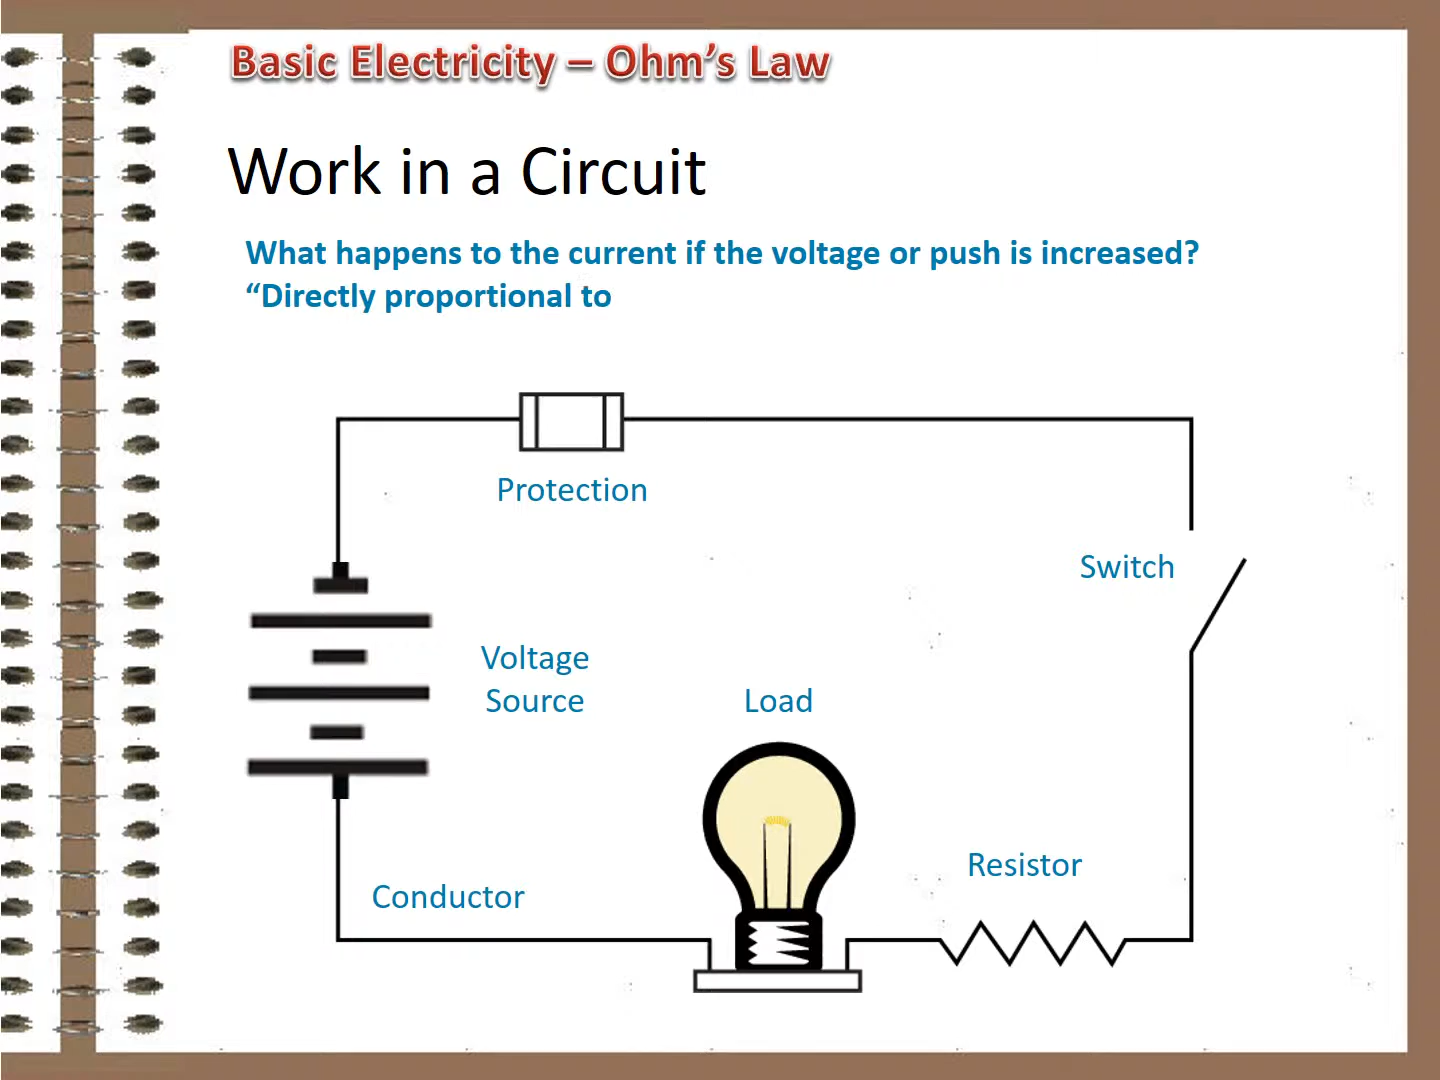 Basic Electricity – Ohm’s Law
Work in a Circuit
What happens to the current if the voltage or push is increased?
“Directly proportional to
Protection
Switch
Voltage
Source
Load
Resistor
Conductor